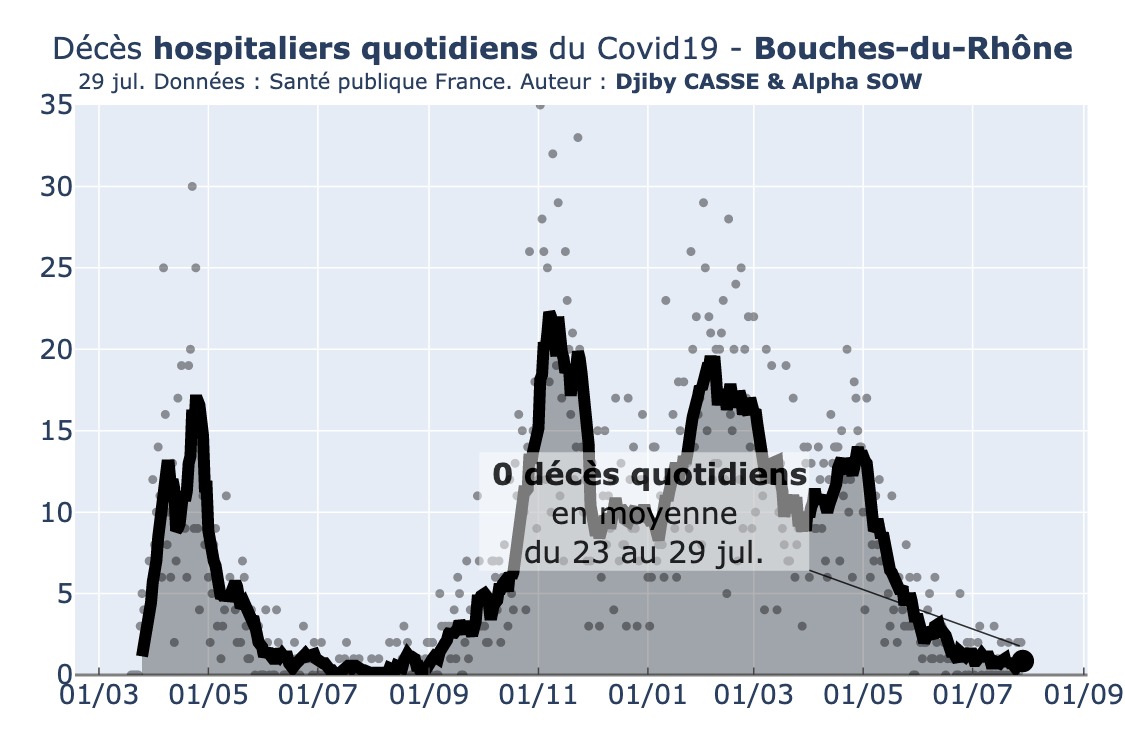 Décès hospitaliers quotidiens du Covid19 - Bouches-du-Rhône
29 jul. Données : Santé publique France. Auteur : Djiby CASSE & Alpha SOW
35
30
25
20
15
10
5
0
0 décès quotidiens
en moyenne
du 23 au 29 jul.
01/03 01/05 01/07 01/09 01/11 01/01 01/03 01/05 01/07 01/09